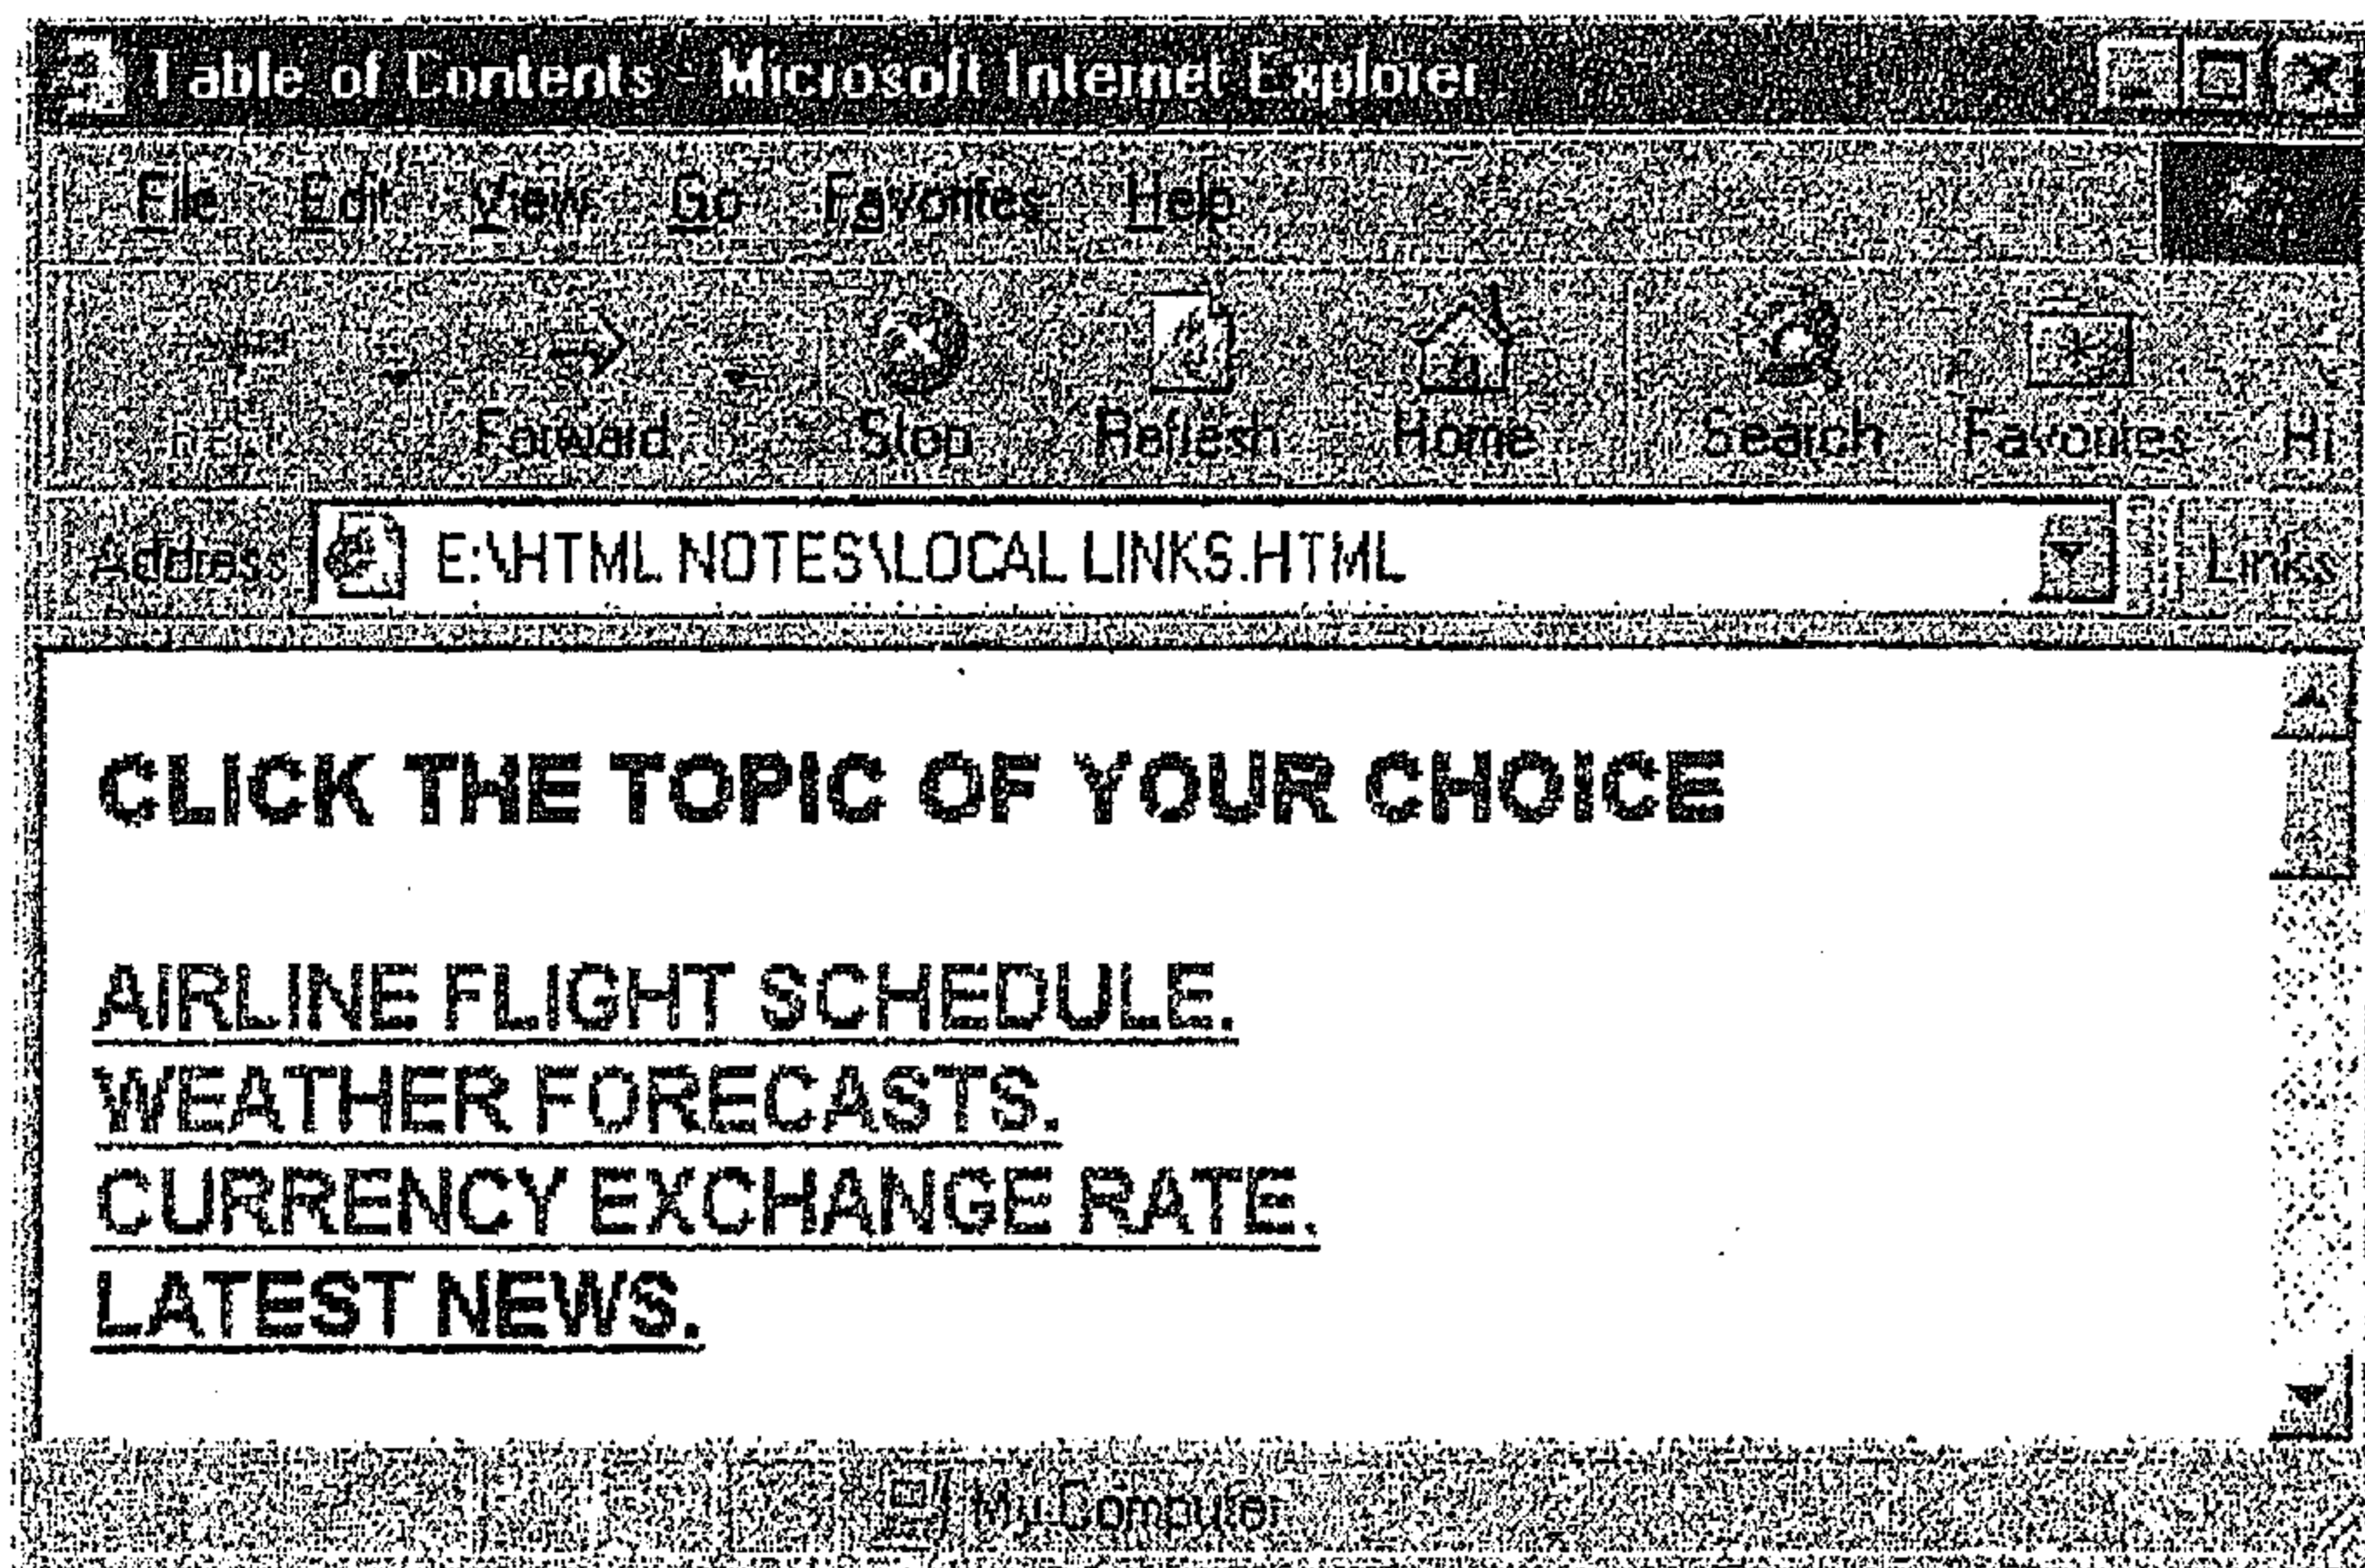 Table of Contents - Microsoft Internet Explorer
File Edit View Go Favorites Help
Forward Stop Refresh Home Search Favorites Hi
Address E:\HTML NOTES\LOCAL LINKS.HTML Links
CLICK THE TOPIC OF YOUR CHOICE
AIRLINE FLIGHT SCHEDULE.
WEATHER FORECASTS.
CURRENCY EXCHANGE RATE.
LATEST NEWS.
My Computer